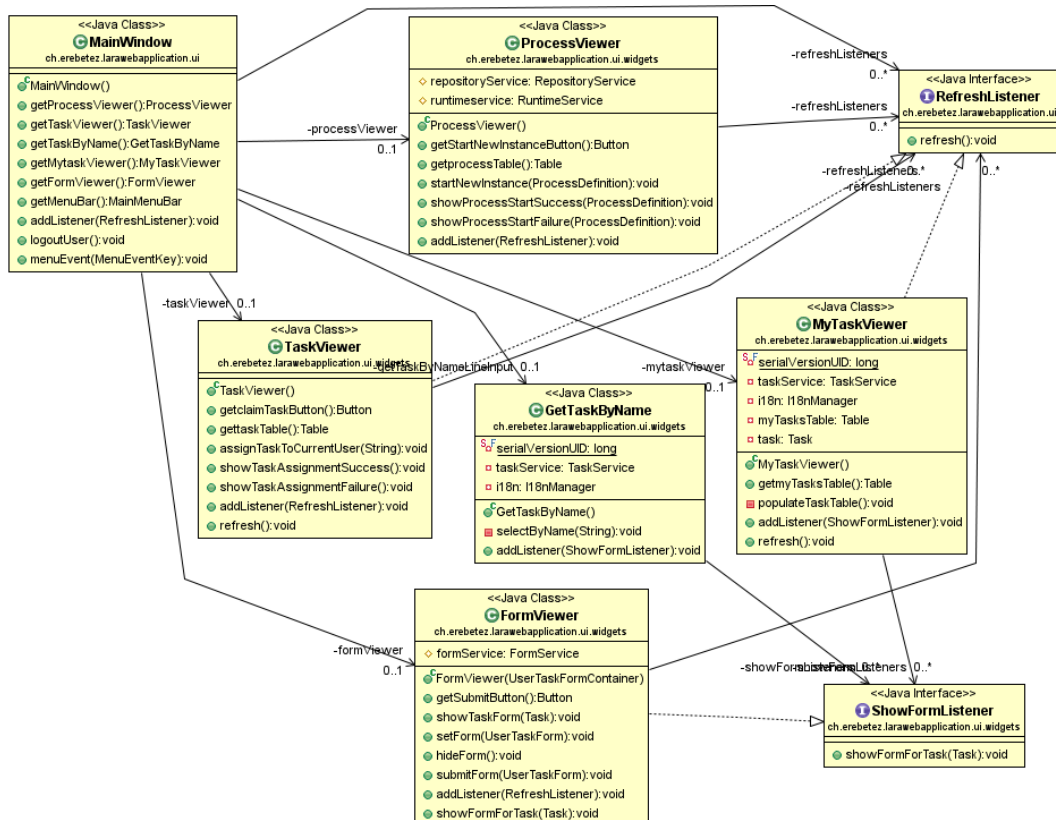 <<Java Class>>
MainWindow
ch.erebetez.larawebapplication.ui
MainWindow()
getProcessViewer():ProcessViewer
getTaskViewer():TaskViewer
getTaskByName():GetTaskByName
getMytaskViewer():MyTaskViewer
getFormViewer():FormViewer
getMenuBar():MainMenuBar
addListener(RefreshListener):void
logoutUser():void
menuEvent(MenuEventKey):void
<<Java Class>>
ProcessViewer
ch.erebetez.larawebapplication.ui.widgets
repositoryService: RepositoryService
runtimeservice: RuntimeService
ProcessViewer()
getStartNewInstanceButton():Button
getprocessTable():Table
startNewInstance(ProcessDefinition):void
showProcessStartSuccess(ProcessDefinition):void
showProcessStartFailure(ProcessDefinition):void
addListener(RefreshListener):void
-refreshListeners
0..*
<<Java Interface>>
RefreshListener
ch.erebetez.larawebapplication.ui.widgets
refresh():void
-processViewer
0..1
-refreshListeners
0..*
-refreshListeners
0..*
-refreshListeners
0..*
-taskViewer 0..1
<<Java Class>>
TaskViewer
ch.erebetez.larawebapplication.ui.widgets
TaskViewer()
getclaimTaskButton():Button
gettaskTable():Table
assignTaskToCurrentUser(String):void
showTaskAssignmentSuccess():void
showTaskAssignmentFailure():void
addListener(RefreshListener):void
refresh():void
-getTaskByNameLineInput 0..1
<<Java Class>>
GetTaskByName
ch.erebetez.larawebapplication.ui.widgets
serialVersionUID: long
taskService: TaskService
i18n: I18nManager
GetTaskByName()
selectByName(String):void
addListener(ShowFormListener):void
-mytaskViewer
0..1
<<Java Class>>
MyTaskViewer
ch.erebetez.larawebapplication.ui.widgets
serialVersionUID: long
taskService: TaskService
i18n: I18nManager
myTasksTable: Table
task: Task
MyTaskViewer()
getmyTasksTable():Table
populateTaskTable():void
addListener(ShowFormListener):void
refresh():void
-formViewer
0..1
<<Java Class>>
FormViewer
ch.erebetez.larawebapplication.ui.widgets
formService: FormService
FormViewer(UserTaskFormContainer)
getSubmitButton():Button
showTaskForm(Task):void
setForm(UserTaskForm):void
hideForm():void
submitForm(UserTaskForm):void
addListener(RefreshListener):void
showFormForTask(Task):void
0..*
<<Java Interface>>
ShowFormListener
ch.erebetez.larawebapplication.ui.widgets
showFormForTask(Task):void